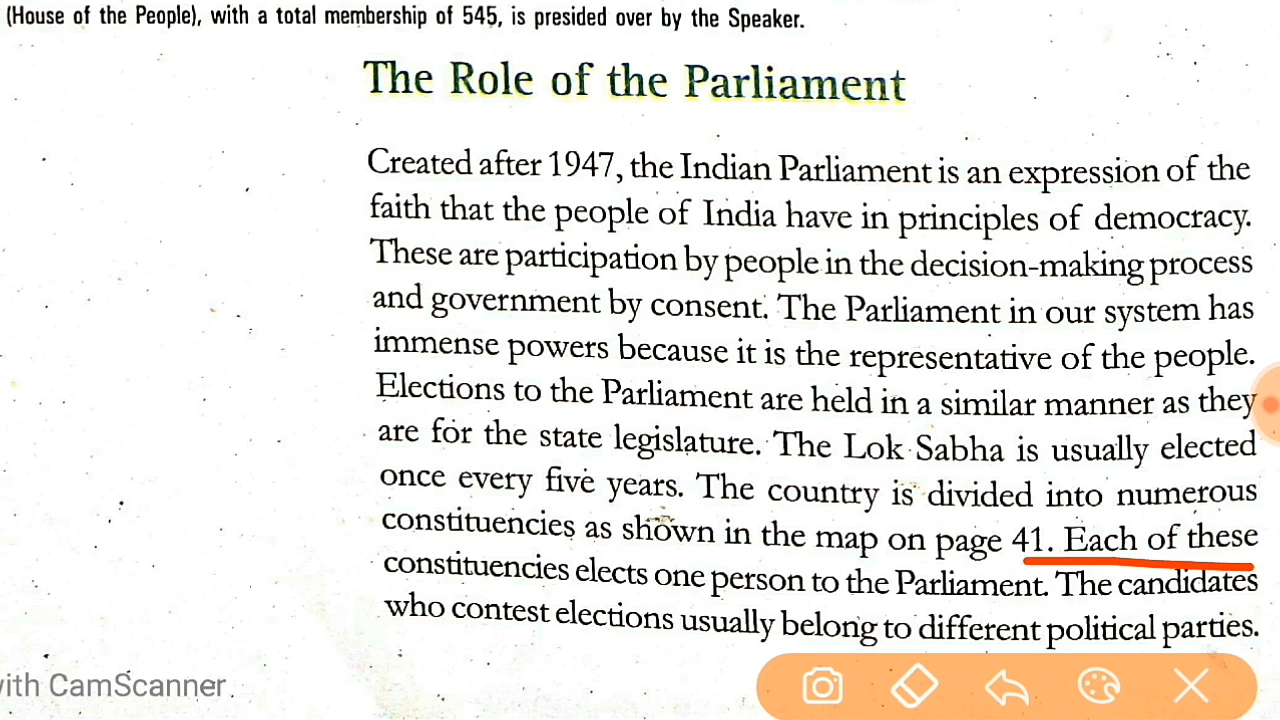 (House of the People), with a total membership of 545, is presided over by the Speaker.
The Role of the Parliament
Created after 1947, the Indian Parliament is an expression of the
faith that the people of India have in principles of democracy.
These are participation by people in the decision-making process
and government by consent. The Parliament in our system has
immense powers because it is the representative of the people.
Elections to the Parliament are held in a similar manner as they
are for the state legislature. The Lok Sabha is usually elected
once every five years. The country is divided into numerous
constituencies as shown in the map on page 41. Each of these
constituencies elects one person to the Parliament. The candidates
who contest elections usually belong to different political parties.
with CamScanner